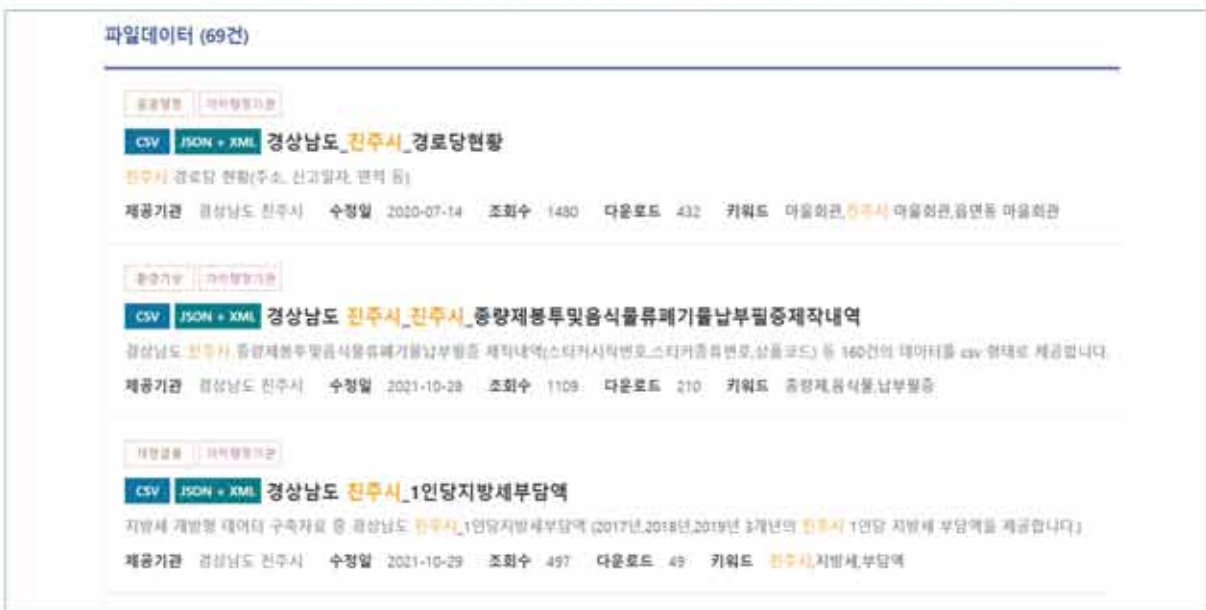 파일데이터 (69건)
공공행정 지방행정기관
CSV JSON + XML 경상남도_진주시_경로당현황
진주시 경로당 현황(주소, 신고일자, 면적 등)
제공기관 경상남도 진주시 수정일 2020-07-14 조회수 1480 다운로드 432 키워드 마을회관,진주시 마을회관,읍면동 마을회관
환경기상
CSV JSON + XML 경상남도 진주시_진주시_종량제봉투및음식물류폐기물납부필증제작내역
경상남도 진주시 종량제봉투및음식물류폐기물납부필증 제작내역(스티커시작번호,스티커종류번호,상품코드) 등 160건의 데이터를 csv 형태로 제공합니다.
제공기관 경상남도 진주시 수정일 2021-10-28 조회수 1109 다운로드 210 키워드 종량제,음식물,납부필증
재정금융
CSV JSON + XML 경상남도 진주시_1인당지방세부담액
지방세 개방형 데이터 구축자료 중 경상남도 진주시_1인당지방세부담액 (2017년,2018년,2019년 3개년의 진주시 1인당 지방세 부담액을 제공합니다.)
제공기관 경상남도 진주시 수정일 2021-10-29 조회수 497 다운로드 49 키워드 진주시,지방세,부담액